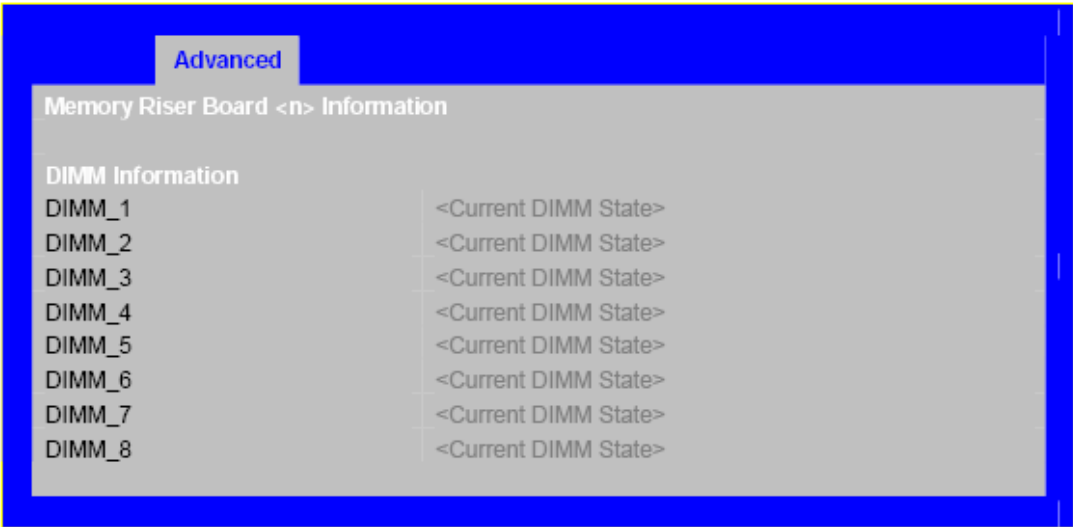 Advanced
Memory Riser Board <n> Information
DIMM Information
DIMM_1 <Current DIMM State>
DIMM_2 <Current DIMM State>
DIMM_3 <Current DIMM State>
DIMM_4 <Current DIMM State>
DIMM_5 <Current DIMM State>
DIMM_6 <Current DIMM State>
DIMM_7 <Current DIMM State>
DIMM_8 <Current DIMM State>